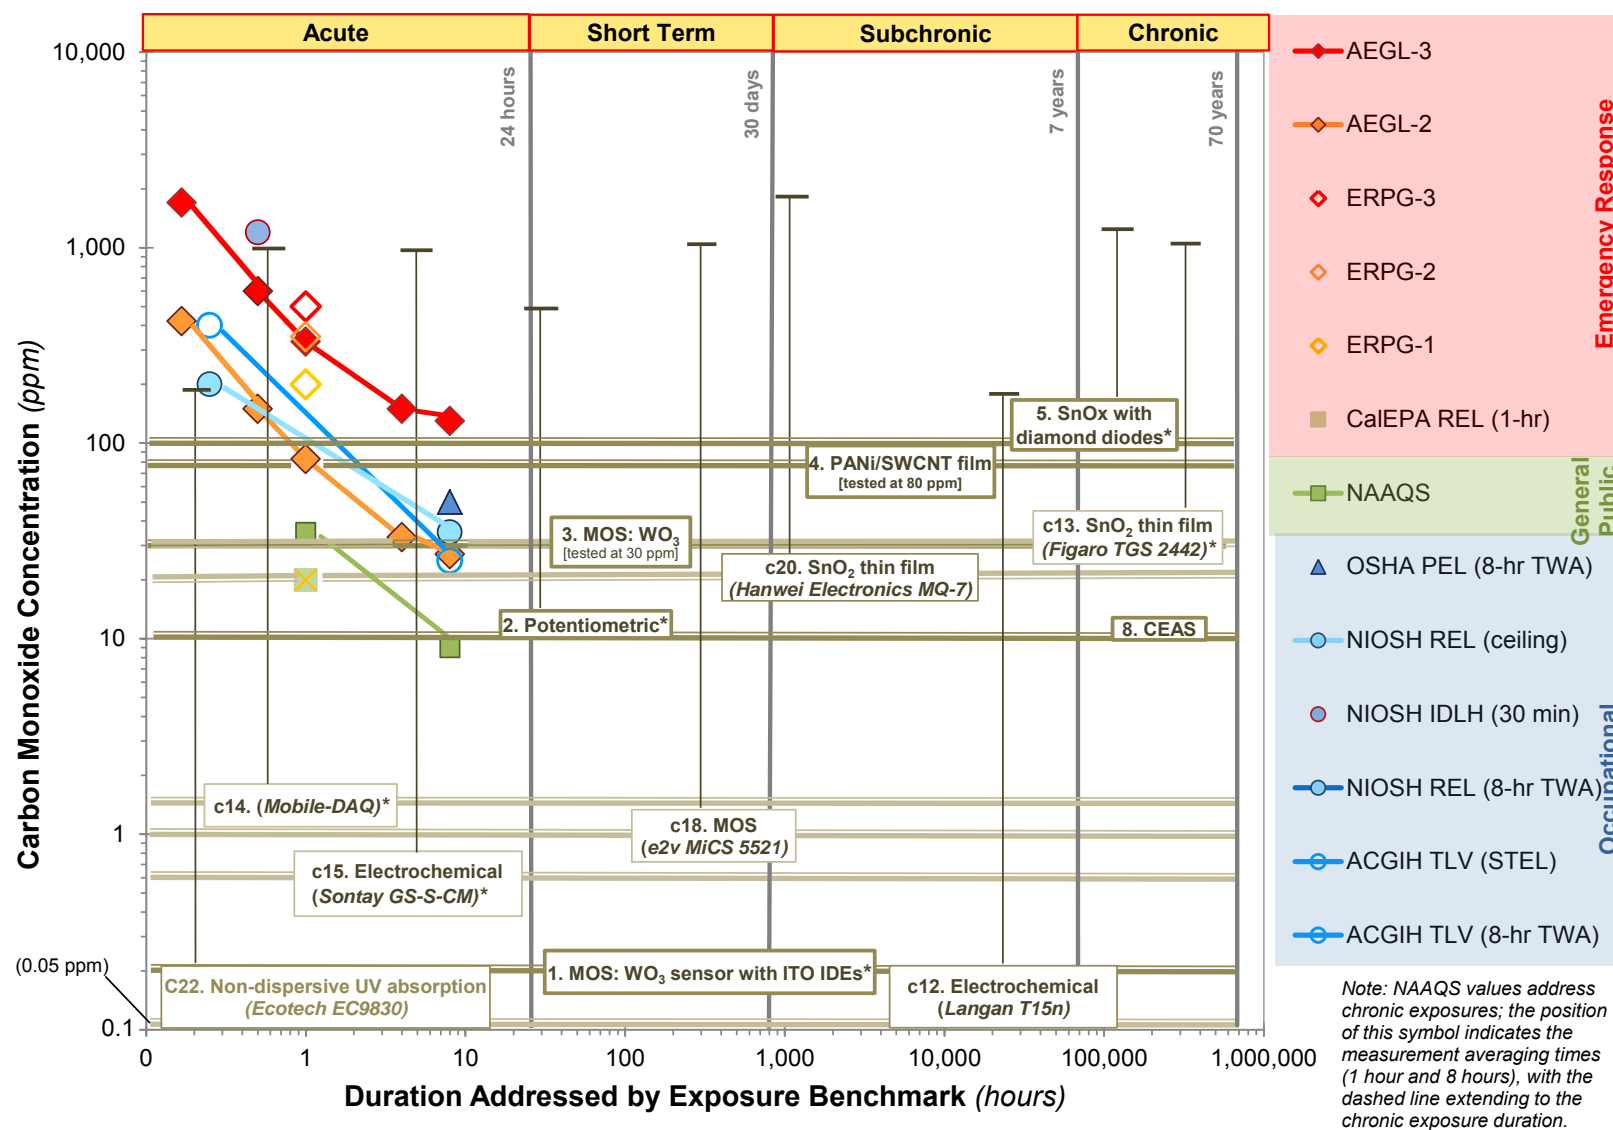 Acute
Short Term
Subchronic
Chronic
24 hours
30 days
7 years
70 years
Carbon Monoxide Concentration (ppm)
10,000
1,000
100
10
1
(0.05 ppm)
0.1
5. SnOx with
diamond diodes*
4. PANi/SWCNT film
[tested at 80 ppm]
3. MOS: WO3
[tested at 30 ppm]
c13. SnO2 thin film
(Figaro TGS 2442)*
c20. SnO2 thin film
(Hanwei Electronics MQ-7)
2. Potentiometric*
8. CEAS
c14. (Mobile-DAQ)*
c18. MOS
(e2v MiCS 5521)
c15. Electrochemical
(Sontay GS-S-CM)*
1. MOS: WO3 sensor with ITO IDEs*
C22. Non-dispersive UV absorption
(Ecotech EC9830)
c12. Electrochemical
(Langan T15n)
0
1
10
100
1,000
10,000
100,000
1,000,000
Duration Addressed by Exposure Benchmark (hours)
AEGL-3
AEGL-2
ERPG-3
ERPG-2
ERPG-1
CalEPA REL (1-hr)
Emergency Response
NAAQS
General
Public
OSHA PEL (8-hr TWA)
NIOSH REL (ceiling)
NIOSH IDLH (30 min)
NIOSH REL (8-hr TWA)
ACGIH TLV (STEL)
ACGIH TLV (8-hr TWA)
Occupational
Note: NAAQS values address
chronic exposures; the position
of this symbol indicates the
measurement averaging times
(1 hour and 8 hours), with the
dashed line extending to the
chronic exposure duration.